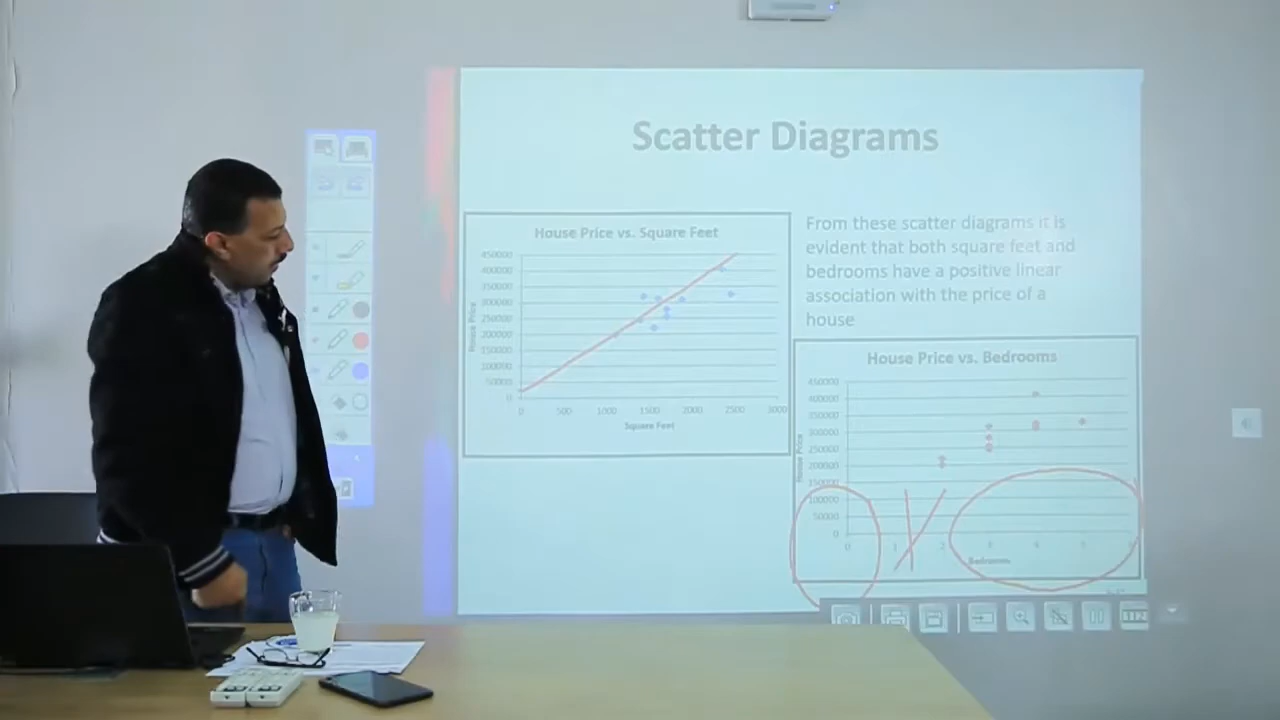 Scatter Diagrams
House Price vs. Square Feet
450000
400000
350000
300000
250000
200000
150000
100000
50000
0
House Price
0 500 1000 1500 2000 2500 3000
Square Feet
From these scatter diagrams it is
evident that both square feet and
bedrooms have a positive linear
association with the price of a
house
House Price vs. Bedrooms
450000
400000
350000
300000
250000
200000
150000
100000
50000
0
House Price
0 1 2 3 4 5
Bedrooms